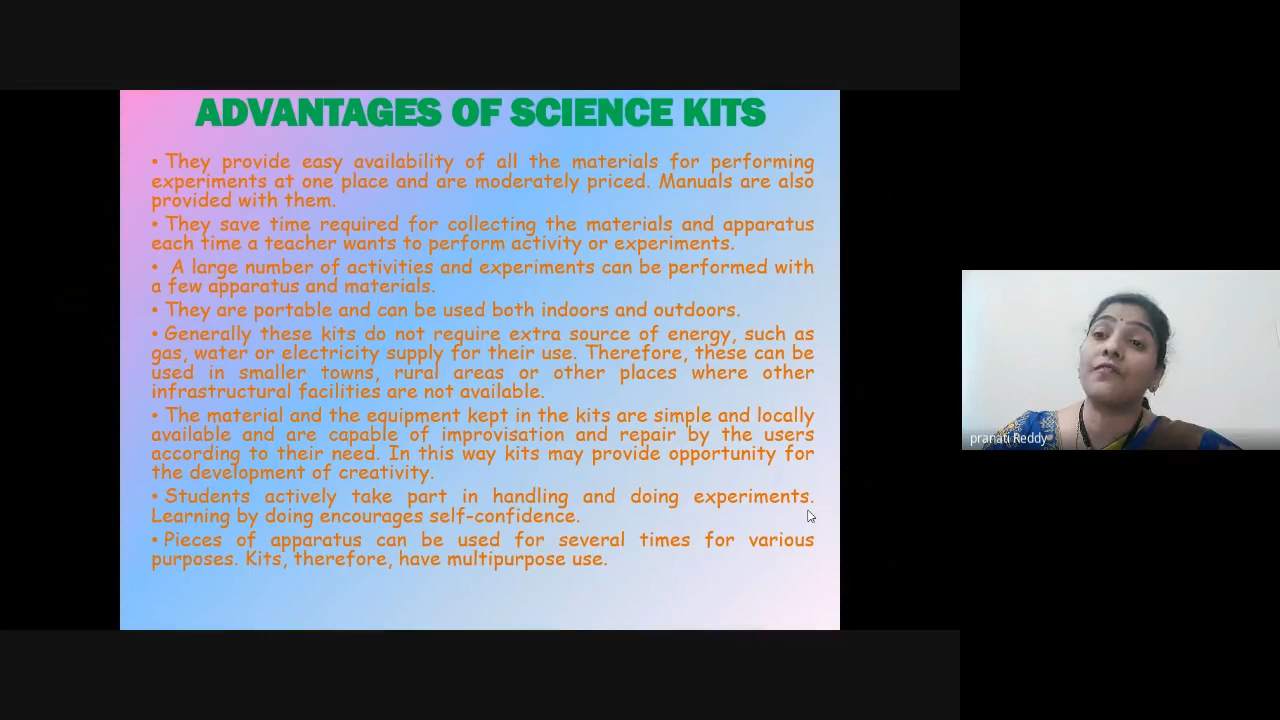 ADVANTAGES OF SCIENCE KITS
• They provide easy availability of all the materials for performing
experiments at one place and are moderately priced. Manuals are also
provided with them.
• They save time required for collecting the materials and apparatus
each time a teacher wants to perform activity or experiments.
• A large number of activities and experiments can be performed with
a few apparatus and materials.
• They are portable and can be used both indoors and outdoors.
• Generally these kits do not require extra source of energy, such as
gas, water or electricity supply for their use. Therefore, these can be
used in smaller towns, rural areas or other places where other
infrastructural facilities are not available.
• The material and the equipment kept in the kits are simple and locally
available and are capable of improvisation and repair by the users
according to their need. In this way kits may provide opportunity for
the development of creativity.
• Students actively take part in handling and doing experiments.
Learning by doing encourages self-confidence.
• Pieces of apparatus can be used for several times for various
purposes. Kits, therefore, have multipurpose use.
pranati Reddy